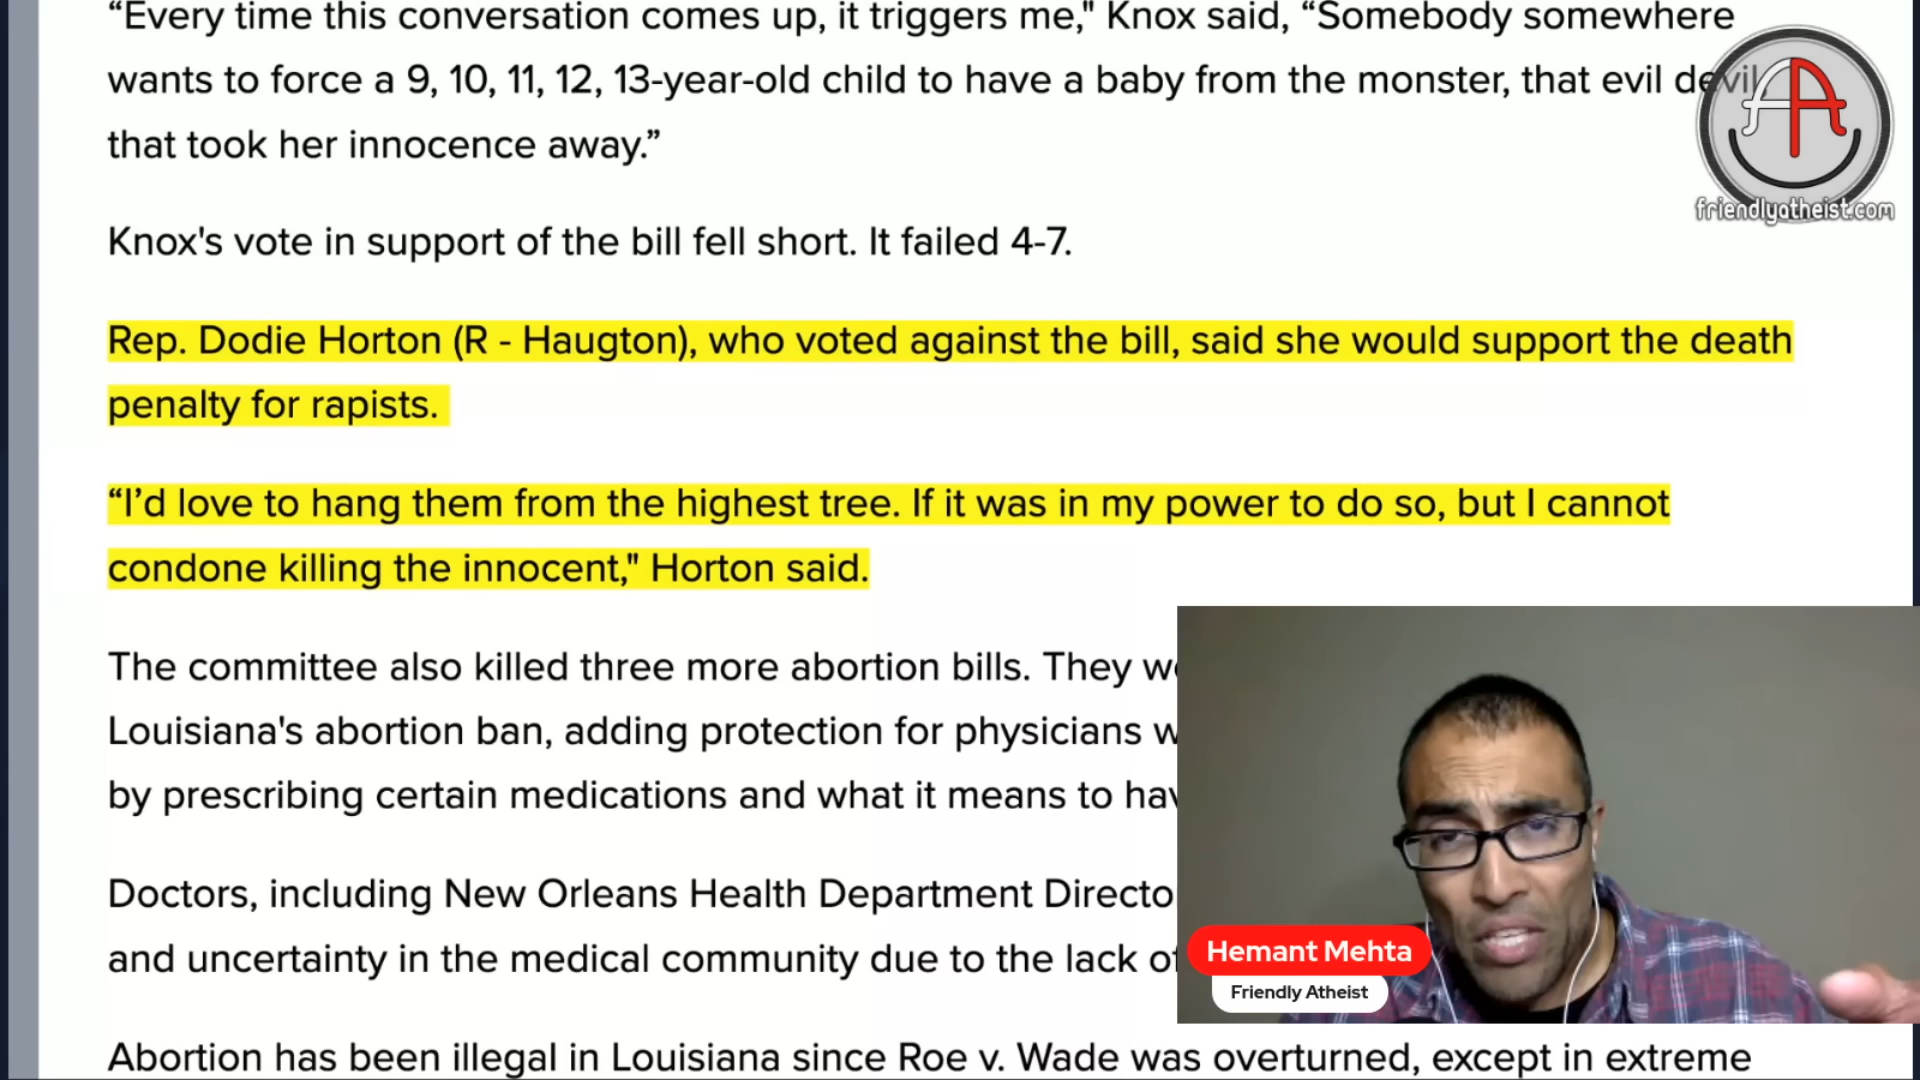 “Every time this conversation comes up, it triggers me," Knox said, “Somebody somewhere
wants to force a 9, 10, 11, 12, 13-year-old child to have a baby from the monster, that evil devil,
that took her innocence away.”
Knox's vote in support of the bill fell short. It failed 4-7.
Rep. Dodie Horton (R - Haugton), who voted against the bill, said she would support the death
penalty for rapists.
“I’d love to hang them from the highest tree. If it was in my power to do so, but I cannot
condone killing the innocent," Horton said.
The committee also killed three more abortion bills. They
Louisiana's abortion ban, adding protection for physicians
by prescribing certain medications and what it means to
Doctors, including New Orleans Health Department
and uncertainty in the medical community due to the lack
Abortion has been illegal in Louisiana since Roe v. Wade was overturned, except in extreme
friendlyatheist.com
Hemant Mehta
Friendly Atheist